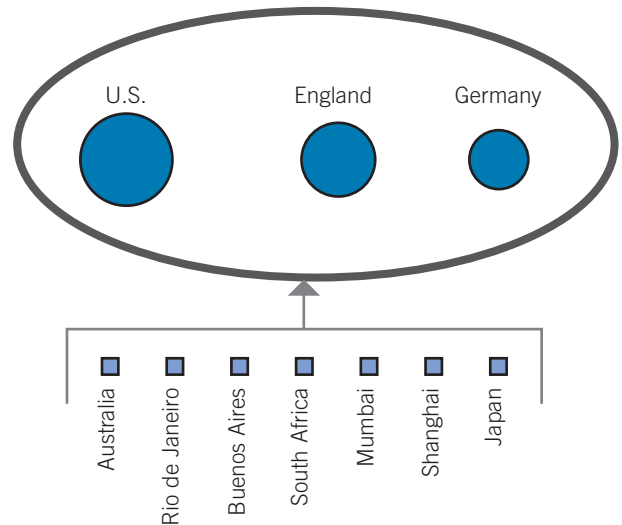 U.S.
England
Germany
Australia
Rio de Janeiro
Buenos Aires
South Africa
Mumbai
Shanghai
Japan